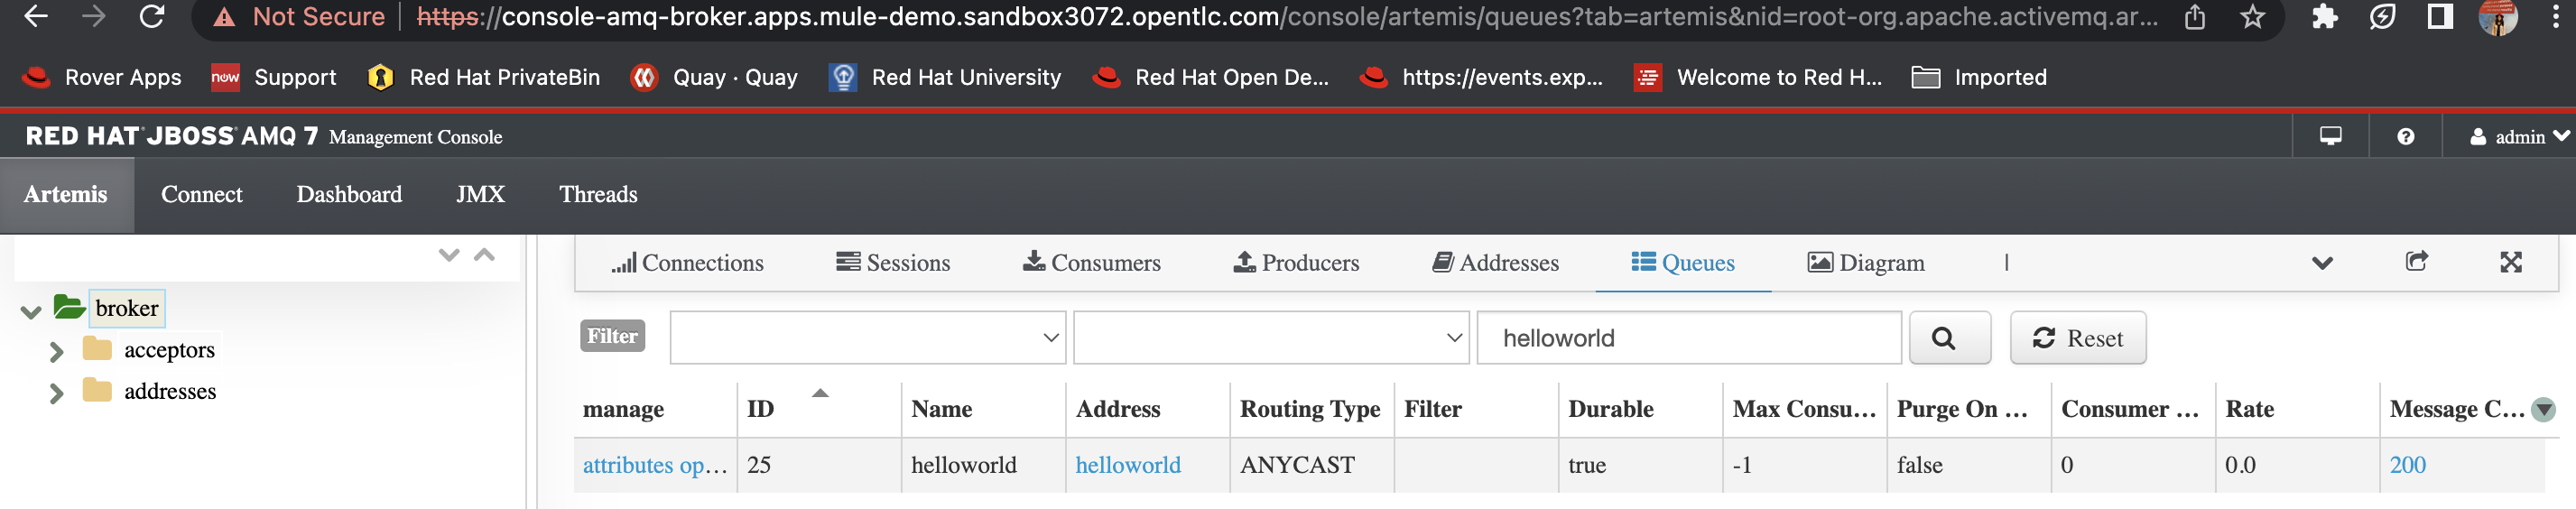 Not Secure https://console-amq-broker.apps.mule-demo.sandbox3072.opentlc.com/console/artemis/queues?tab=artemis&nid=root-org.apache.activemq.ar...
Rover Apps now Support Red Hat PrivateBin Quay · Quay Red Hat University Red Hat Open De... https://events.exp... Welcome to Red H... Imported
RED HAT JBOSS AMQ 7 Management Console admin
Artemis Connect Dashboard JMX Threads
Connections Sessions Consumers Producers Addresses Queues Diagram
broker
acceptors
addresses
Filter helloworld Reset
manage ID Name Address Routing Type Filter Durable Max Consu... Purge On ... Consumer ... Rate Message C...
attributes op... 25 helloworld helloworld ANYCAST true -1 false 0 0.0 200